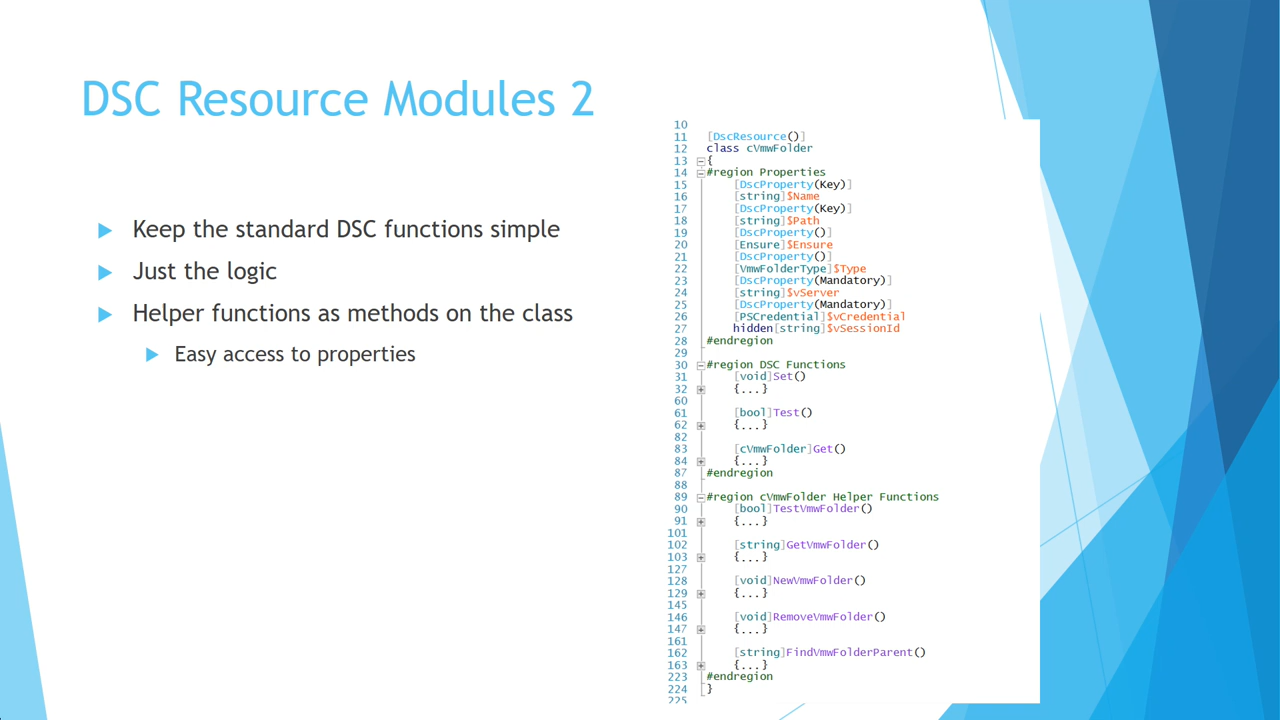 DSC Resource Modules 2
Keep the standard DSC functions simple
Just the logic
Helper functions as methods on the class
Easy access to properties
10
11 [DscResource()]
12 class cVmwFolder
13 {
14 #region Properties
15 [DscProperty(Key)]
16 [string]$Name
17 [DscProperty(Key)]
18 [string]$Path
19 [DscProperty()]
20 [Ensure]$Ensure
21 [DscProperty()]
22 [VmwFolderType]$Type
23 [DscProperty(Mandatory)]
24 [string]$vServer
25 [DscProperty(Mandatory)]
26 [PSCredential]$vCredential
27 hidden[string]$vSessionId
28 #endregion
29
30 #region DSC Functions
31 [void]Set()
32 {...}
60
61 [bool]Test()
62 {...}
82
83 [cVmwFolder]Get()
84 {...}
87 #endregion
88
89 #region cVmwFolder Helper Functions
90 [bool]TestVmwFolder()
91 {...}
101
102 [string]GetVmwFolder()
103 {...}
127
128 [void]NewVmwFolder()
129 {...}
145
146 [void]RemoveVmwFolder()
147 {...}
161
162 [string]FindVmwFolderParent()
163 {...}
223 #endregion
224 }
225